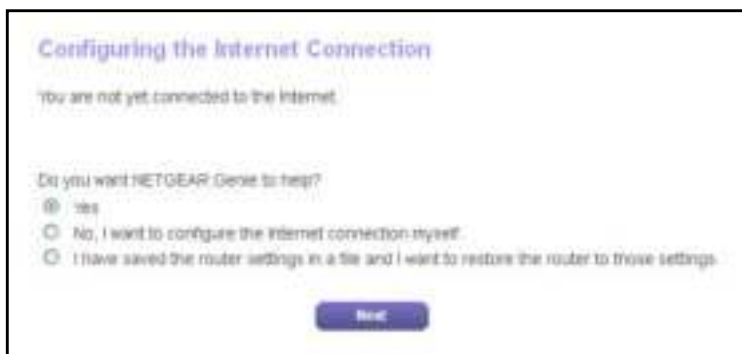 Configuring the Internet Connection
You are not yet connected to the Internet.
Do you want NETGEAR Genie to help?
Yes
No, I want to configure the Internet connection myself.
I have saved the router settings in a file and I want to restore the router to those settings.
Next